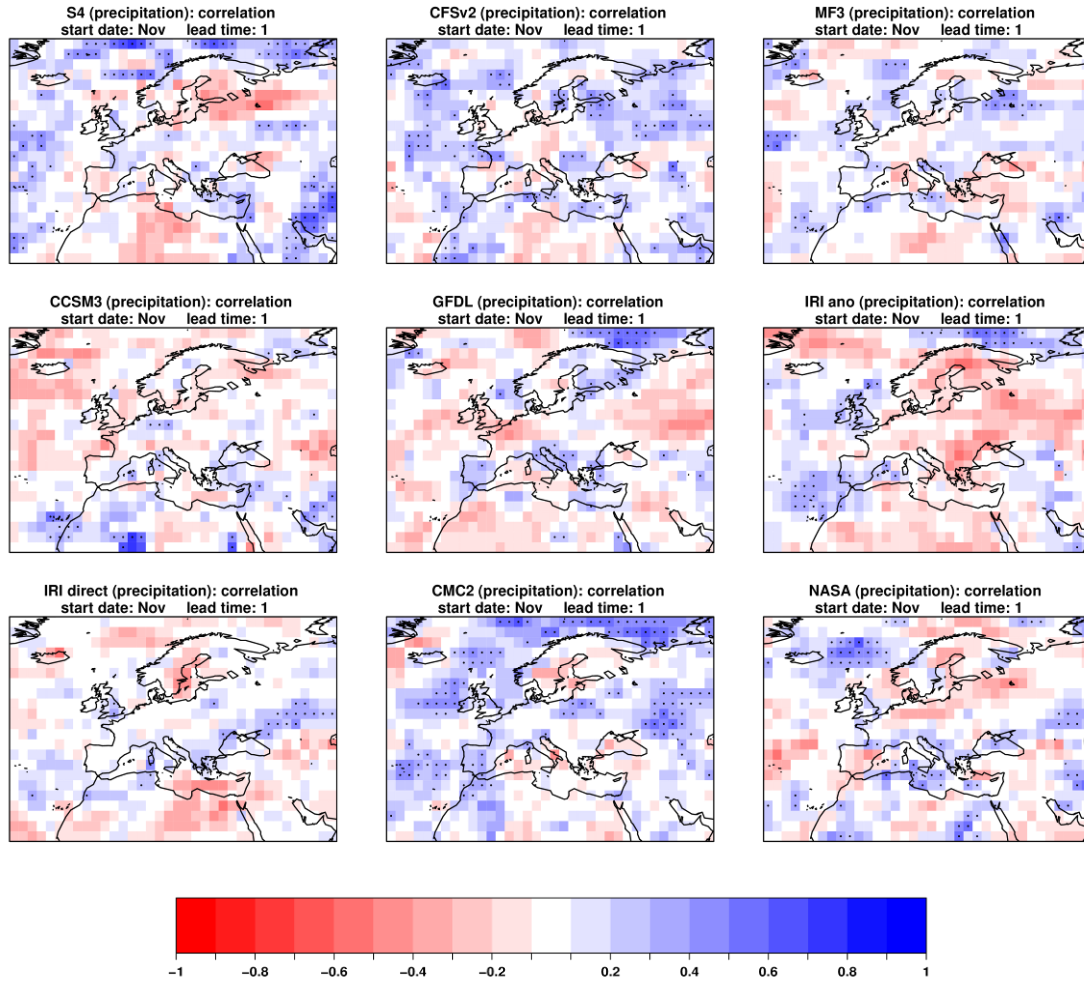 S4 (precipitation): correlation
start date: Nov lead time: 1
CFSv2 (precipitation): correlation
start date: Nov lead time: 1
MF3 (precipitation): correlation
start date: Nov lead time: 1
CCSM3 (precipitation): correlation
start date: Nov lead time: 1
GFDL (precipitation): correlation
start date: Nov lead time: 1
IRI ano (precipitation): correlation
start date: Nov lead time: 1
IRI direct (precipitation): correlation
start date: Nov lead time: 1
CMC2 (precipitation): correlation
start date: Nov lead time: 1
NASA (precipitation): correlation
start date: Nov lead time: 1
−1 −0.8 −0.6 −0.4 −0.2 0.2 0.4 0.6 0.8 1